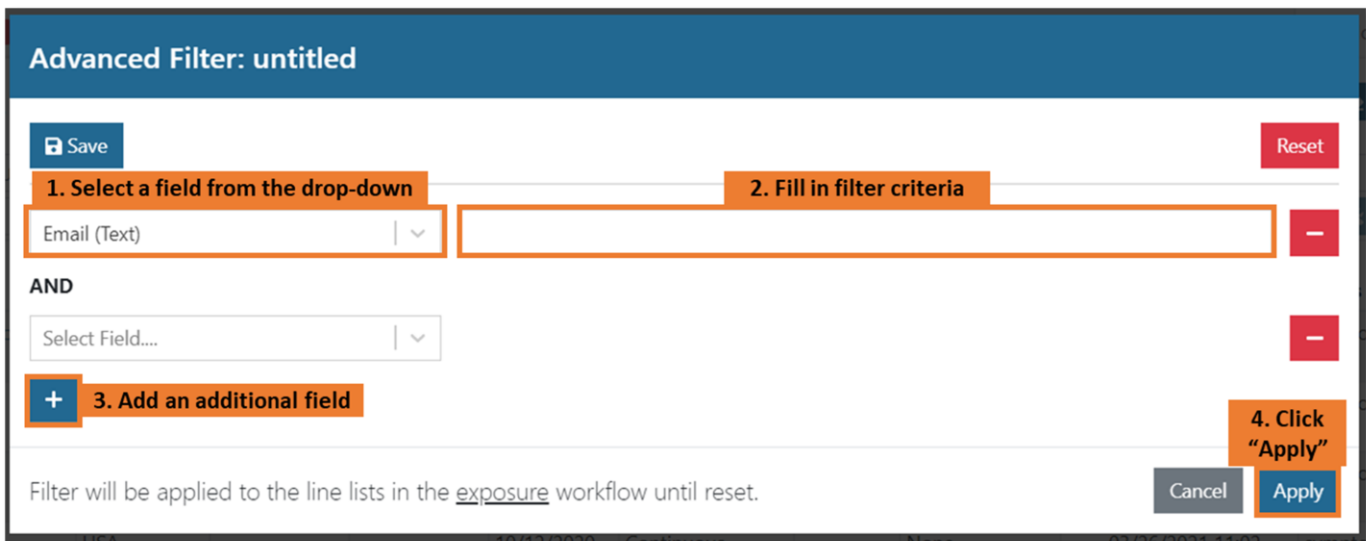 Advanced Filter: untitled
Save
Reset
1. Select a field from the drop-down
2. Fill in filter criteria
Email (Text)
AND
Select Field....
+ 3. Add an additional field
4. Click
“Apply”
Filter will be applied to the line lists in the exposure workflow until reset.
Cancel
Apply